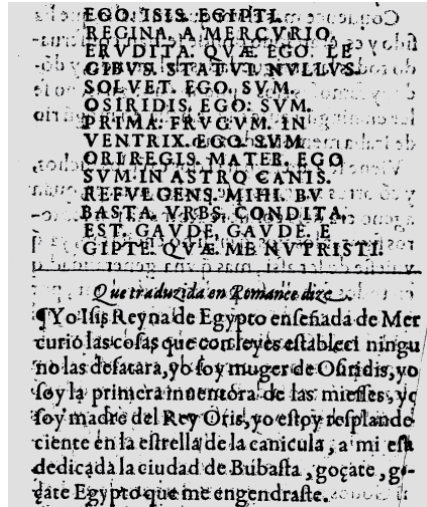 EGO. ISIS. EGIPTI.
REGINA. A MERCVRIO,
ERVDITA. QVÆ. EGO. LE
GIBVS. STATVI. NVLLVS.
SOLVET. EGO. SVM.
OSIRIDIS. EGO. SVM.
PRIMA. FRVGVM. IN
VENTRIX. EGO. SVM
ORI REGIS. MATER. EGO
SVM. IN ASTRO CANIS.
REFVLGENS. MIHI. BV
BASTA. VRBS. CONDITA,
EST. GAVDE, GAVDE. E
GIPTE. QVÆ. ME NVTRISTI.
Que traduzida en Romance dize.
¶Yo Isis Reyna de Egypto enseñada de Mer
curio las cosas que con leyes estableci ningu
no las desatara, yo soy muger de Osiridis, yo
soy la primera inuentora de las miesses, yo
soy madre del Rey Oris, yo estoy resplande
ciente en la estrella de la canicula, a mi està
dedicada la ciudad de Bubasta, goçate, go-
çate Egypto que me engendraste.